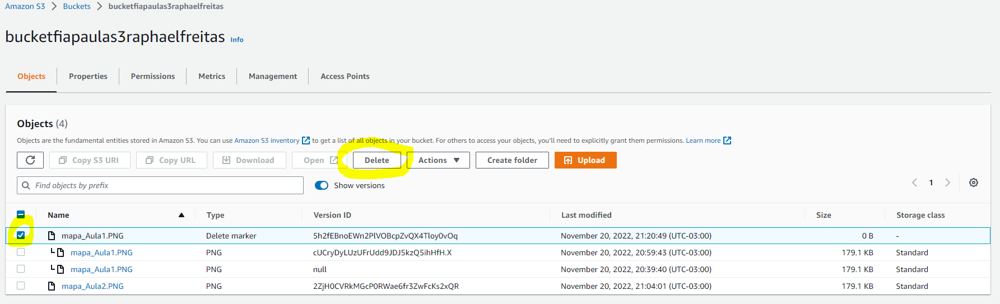 Amazon S3 > Buckets > bucketfiapaulas3raphaelfreitas
bucketfiapaulas3raphaelfreitas Info
Objects Properties Permissions Metrics Management Access Points
Objects (4)
Objects are the fundamental entities stored in Amazon S3. You can use Amazon S3 inventory to get a list of all objects in your bucket. For others to access your objects, you'll need to explicitly grant them permissions. Learn more
Copy S3 URI Copy URL Download Open Delete Actions Create folder Upload
Find objects by prefix Show versions 1
Name Type Version ID Last modified Size Storage class
mapa_Aula1.PNG Delete marker 5h2fEBnoEWn2PlVOBcpZvQX4Tloy0vOq November 20, 2022, 21:20:49 (UTC-03:00) 0 B -
mapa_Aula1.PNG PNG cUCryDyLUzUFrUdd9JDJ5kzQ5ihHfH.X November 20, 2022, 20:59:43 (UTC-03:00) 179.1 KB Standard
mapa_Aula1.PNG PNG null November 20, 2022, 20:39:40 (UTC-03:00) 179.1 KB Standard
mapa_Aula2.PNG PNG 2ZjH0CVRkMGcP0RWae6fr3ZwFcKs2xQR November 20, 2022, 21:04:01 (UTC-03:00) 179.1 KB Standard